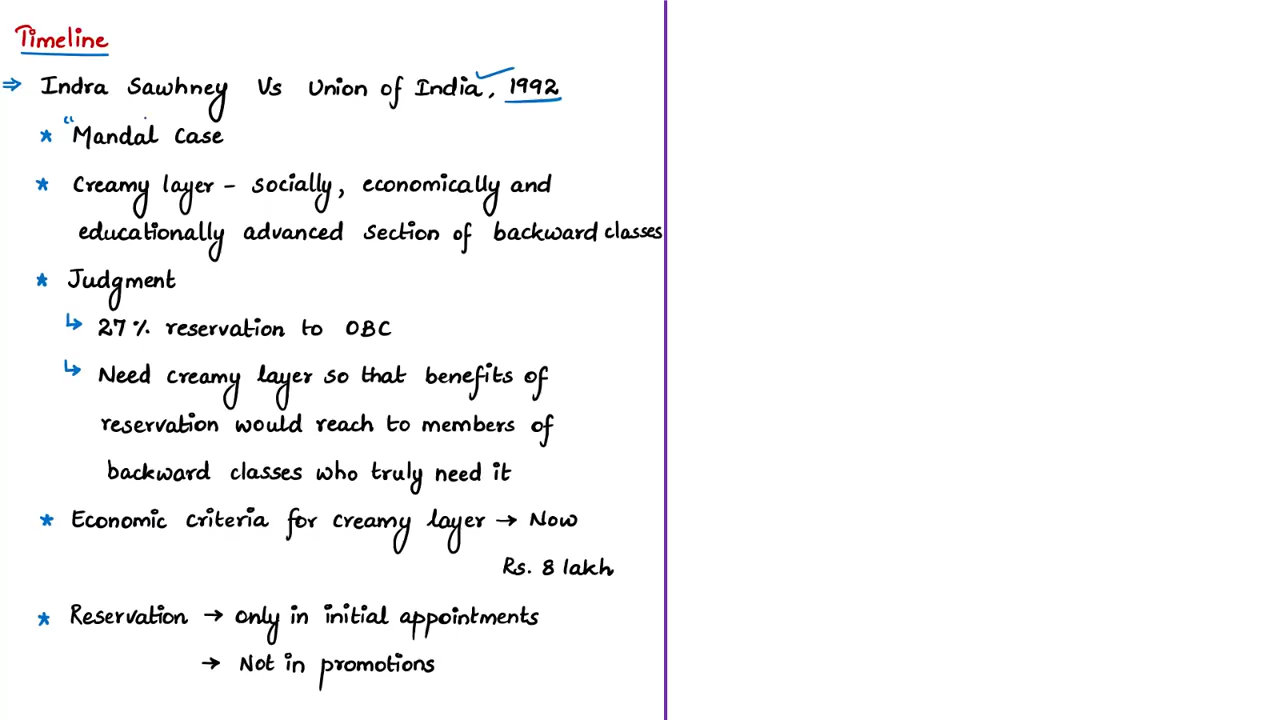 Timeline
⇒ Indra Sawhney Vs Union of India, 1992
* "Mandal Case
* Creamy layer - socially, economically and
educationally advanced section of backward classes
* Judgment
↳ 27% reservation to OBC
↳ Need creamy layer so that benefits of
reservation would reach to members of
backward classes who truly need it
* Economic criteria for creamy layer → Now
Rs. 8 lakh
* Reservation → only in initial appointments
→ Not in promotions